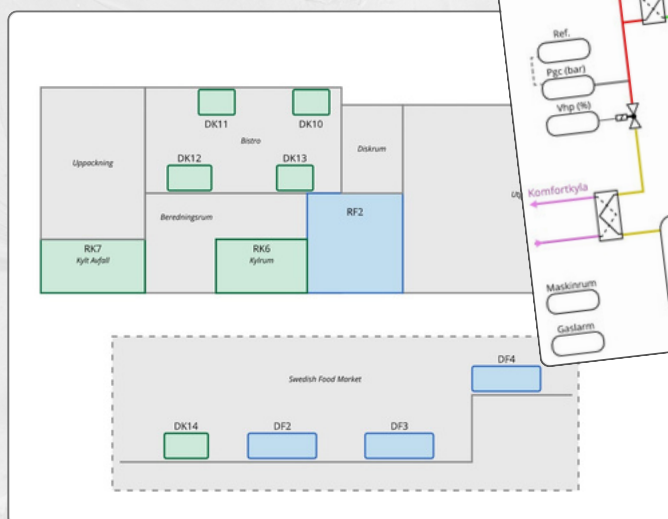 DK11
DK10
Bistro
Uppackning
Diskrum
DK12
DK13
Beredningsrum
RF2
RK7
Kylt Avfall
RK6
Kylrum
Swedish Food Market
DK14
DF2
DF3
DF4
Ref.
Pgc (bar)
Vhp (%)
Komfortkyla
Maskinrum
Gaslarm